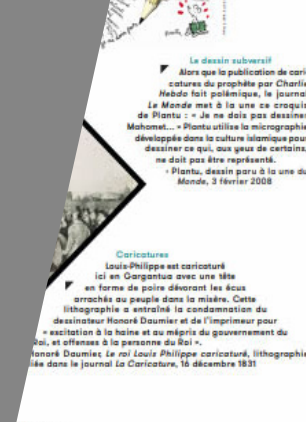 Le dessin subversif
Alors que la publication de cari
catures du prophète par Charlie
Hebdo fait polémique, le journal
Le Monde met à la une ce croquis
de Plantu : « Je ne dois pas dessiner
Mahomet... » Plantu utilise la micrographie
développée dans la culture islamique pour
dessiner ce qui, aux yeux de certains,
ne doit pas être représenté.
• Plantu, dessin paru à la une du
Monde, 3 février 2008
Caricatures
Louis-Philippe est caricaturé
ici en Gargantua avec une tête
en forme de poire dévorant les écus
arrachés au peuple dans la misère. Cette
lithographie a entraîné la condamnation du
dessinateur Honoré Daumier et de l'imprimeur pour
« excitation à la haine et au mépris du gouvernement du
Roi, et offenses à la personne du Roi ».
Honoré Daumier, Le roi Louis Philippe caricaturé, lithographie
liée dans le journal La Caricature, 16 décembre 1831